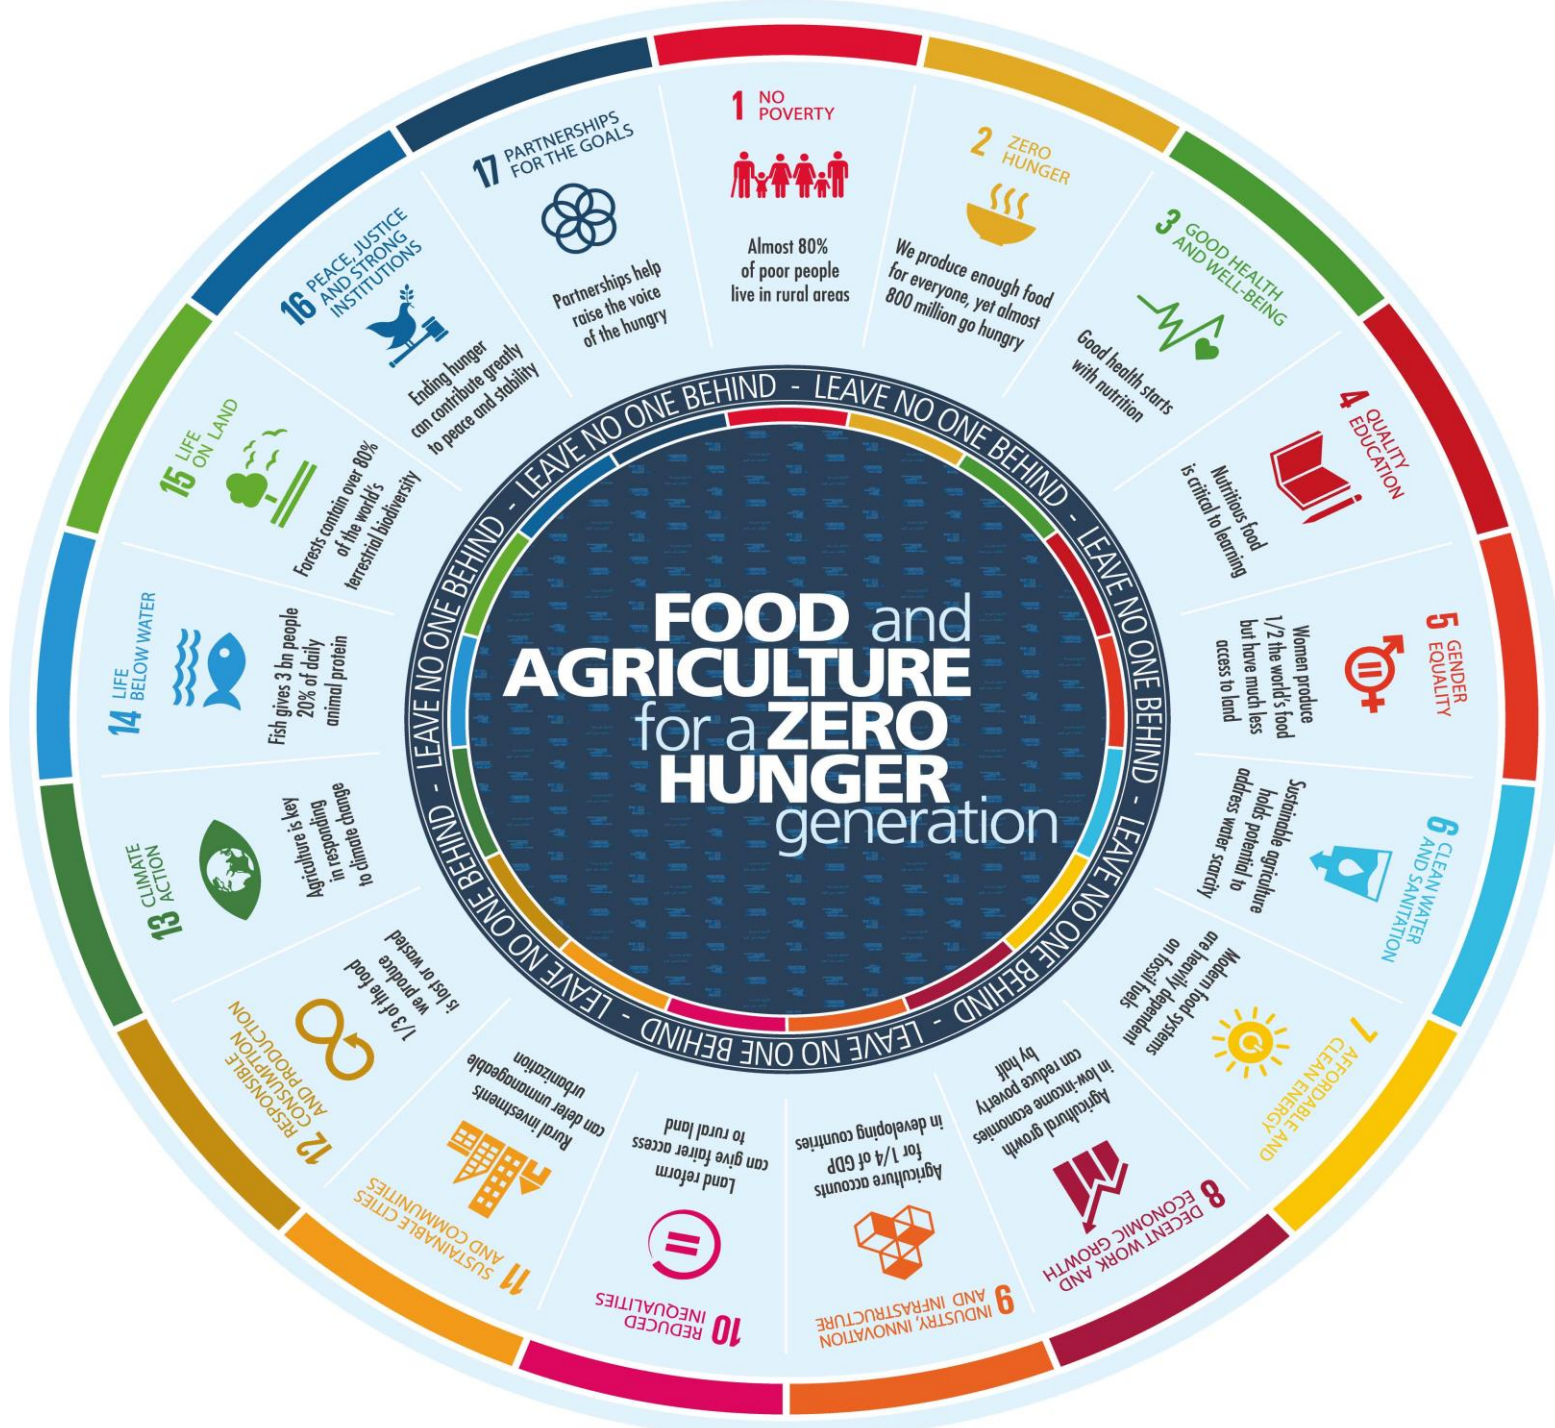 1 NO
POVERTY
Almost 80%
of poor people
live in rural areas
2 ZERO
HUNGER
We produce enough food
for everyone, yet almost
800 million go hungry
3 GOOD HEALTH
AND WELL-BEING
Good health starts
with nutrition
4 QUALITY
EDUCATION
Nutritious food
is critical to learning
5 GENDER
EQUALITY
Women produce
1/2 the world's food
but have much less
access to land
6 CLEAN WATER
AND SANITATION
Sustainable agriculture
holds potential to
address water scarcity
7 AFFORDABLE AND
CLEAN ENERGY
Modern food systems
are heavily dependent
on fossil fuels
8 DECENT WORK AND
ECONOMIC GROWTH
Agricultural growth
in low-income economies
can reduce poverty
by half
9 INDUSTRY, INNOVATION
AND INFRASTRUCTURE
Agriculture accounts
for 1/4 of GDP
in developing countries
10 REDUCED
INEQUALITIES
Land reform
can give fairer access
to rural land
11 SUSTAINABLE CITIES
AND COMMUNITIES
Rural investments
can deter unmanageable
urbanization
12 RESPONSIBLE
CONSUMPTION
AND PRODUCTION
1/3 of the food
we produce
is lost or wasted
13 CLIMATE
ACTION
Agriculture is key
in responding
to climate change
14 LIFE
BELOW WATER
Fish gives 3 bn people
20% of daily
animal protein
15 LIFE
ON LAND
Forests contain over 80%
of the world's
terrestrial biodiversity
16 PEACE, JUSTICE
AND STRONG
INSTITUTIONS
Ending hunger
can contribute greatly
to peace and stability
17 PARTNERSHIPS
FOR THE GOALS
Partnerships help
raise the voice
of the hungry
LEAVE NO ONE BEHIND - LEAVE NO ONE BEHIND - LEAVE NO ONE BEHIND - LEAVE NO ONE BEHIND - LEAVE NO ONE BEHIND - LEAVE NO ONE BEHIND - LEAVE NO ONE BEHIND - LEAVE NO ONE BEHIND -
FOOD and
AGRICULTURE
for a ZERO
HUNGER
generation